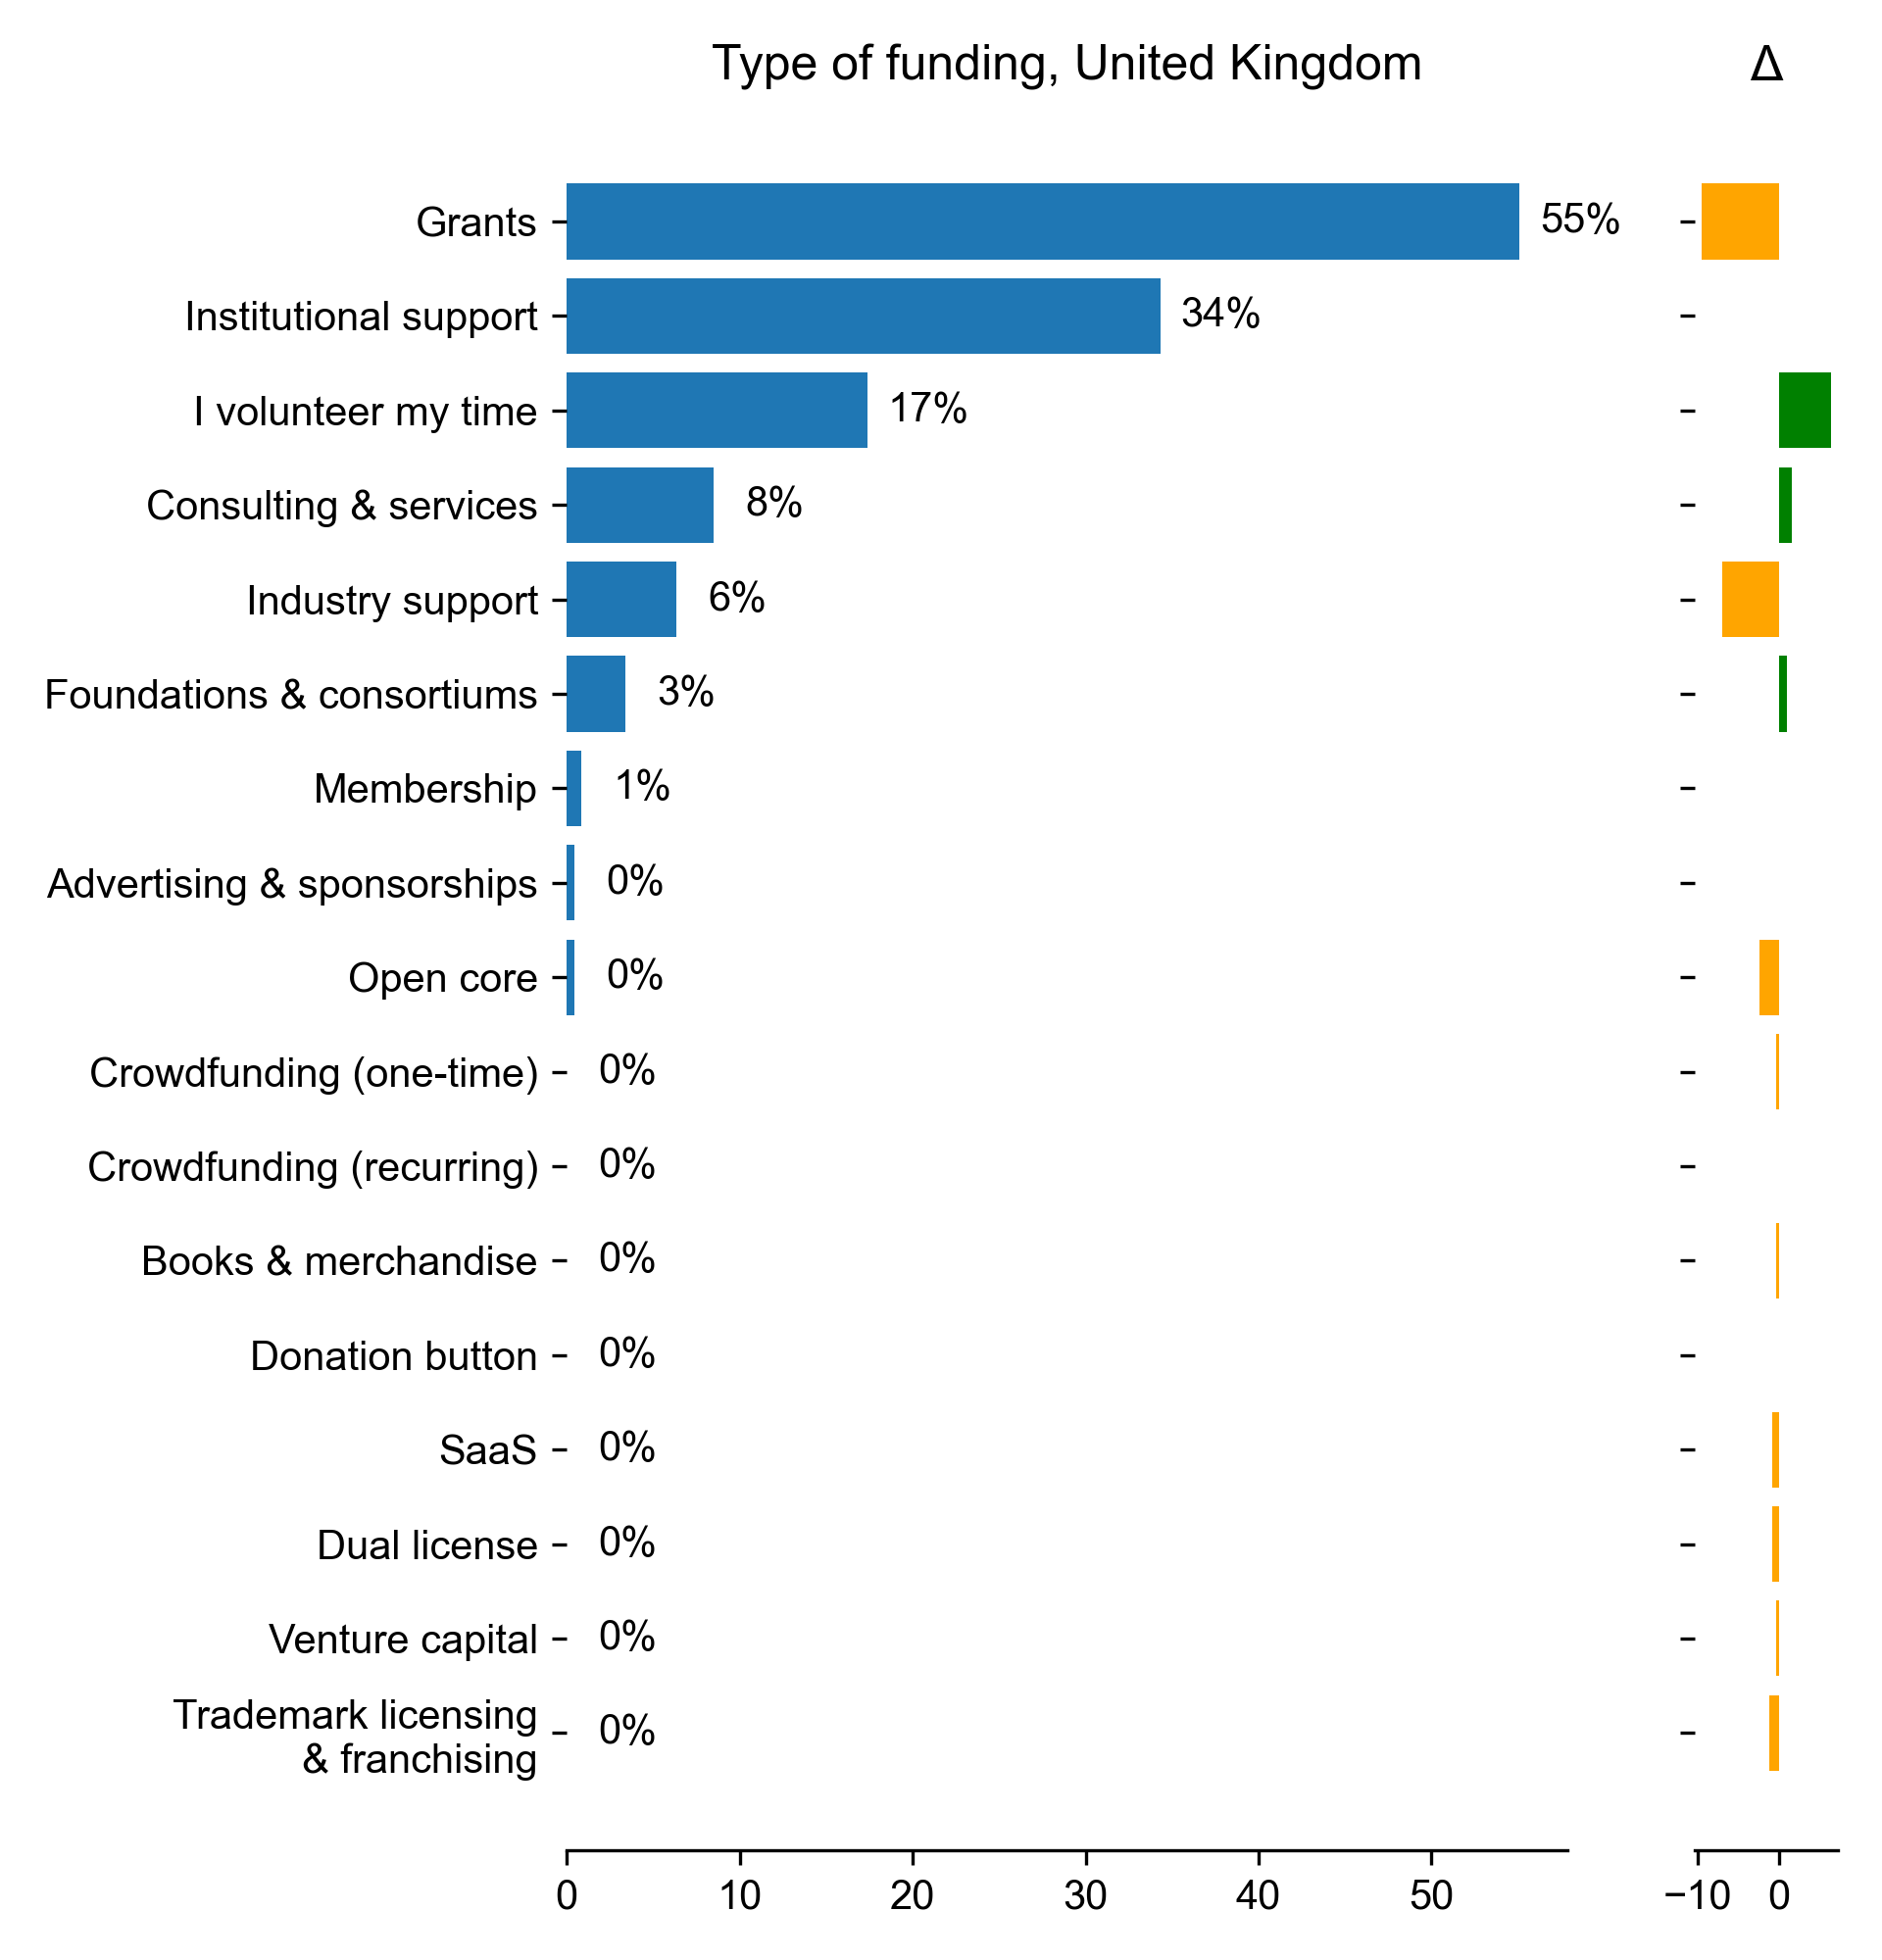 Type of funding, United Kingdom
Δ
Grants
55%
Institutional support
34%
I volunteer my time
17%
Consulting & services
8%
Industry support
6%
Foundations & consortiums
3%
Membership
1%
Advertising & sponsorships
0%
Open core
0%
Crowdfunding (one-time)
0%
Crowdfunding (recurring)
0%
Books & merchandise
0%
Donation button
0%
SaaS
0%
Dual license
0%
Venture capital
0%
Trademark licensing
& franchising
0%
0 10 20 30 40 50
−10 0